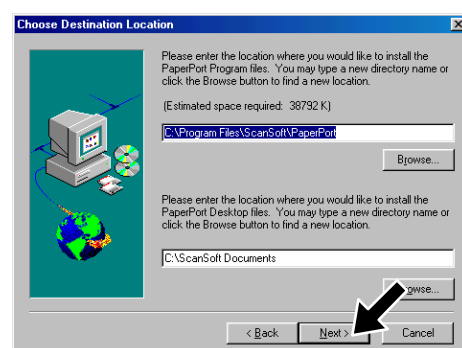 Choose Destination Location
Please enter the location where you would like to install the
PaperPort Program files. You may type a new directory name or
click the Browse button to find a new location.
(Estimated space required: 38792 K)
C:\Program Files\ScanSoft\PaperPort
Browse...
Please enter the location where you would like to install the
PaperPort Desktop files. You may type a new directory name or
click the Browse button to find a new location.
C:\ScanSoft Documents
< Back
Next >
Cancel